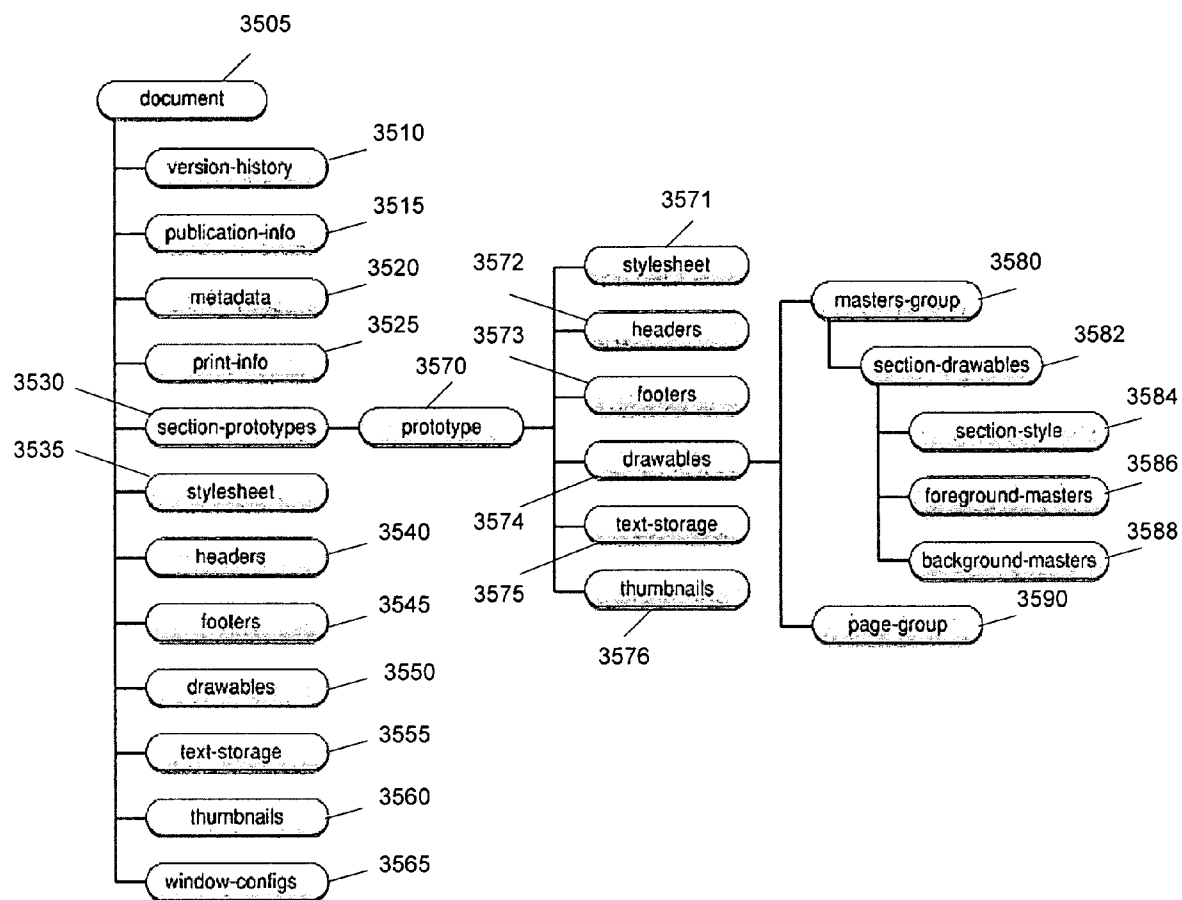 3505
document
3510
version-history
3515
publication-info
3520
metadata
3525
print-info
3530
section-prototypes
3535
stylesheet
3540
headers
3545
footers
3550
drawables
3555
text-storage
3560
thumbnails
3565
window-configs
3570
prototype
3571
stylesheet
3572
headers
3573
footers
drawables
3574
text-storage
3575
thumbnails
3576
3580
masters-group
3582
section-drawables
3584
section-style
3586
foreground-masters
3588
background-masters
3590
page-group